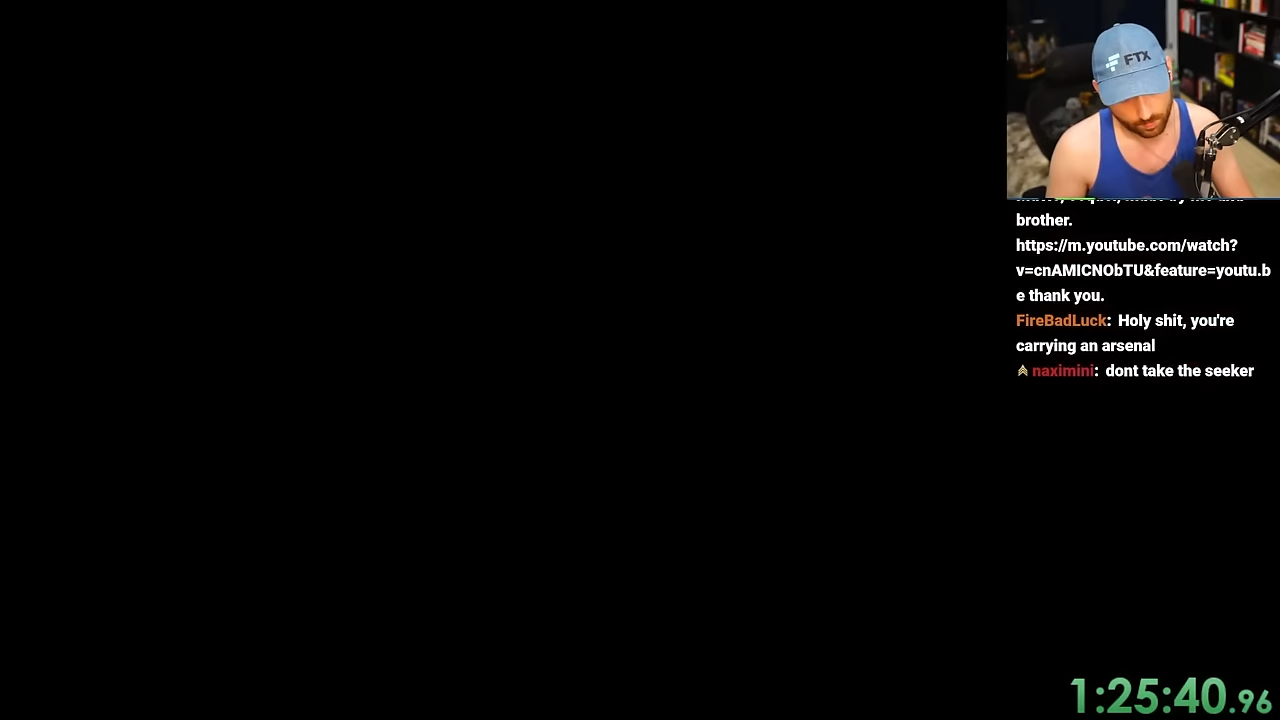 FTX
brother.
https://m.youtube.com/watch?
v=cnAMICNObTU&feature=youtu.b
e thank you.
FireBadLuck: Holy shit, you're
carrying an arsenal
naximini: dont take the seeker
1:25:40.96